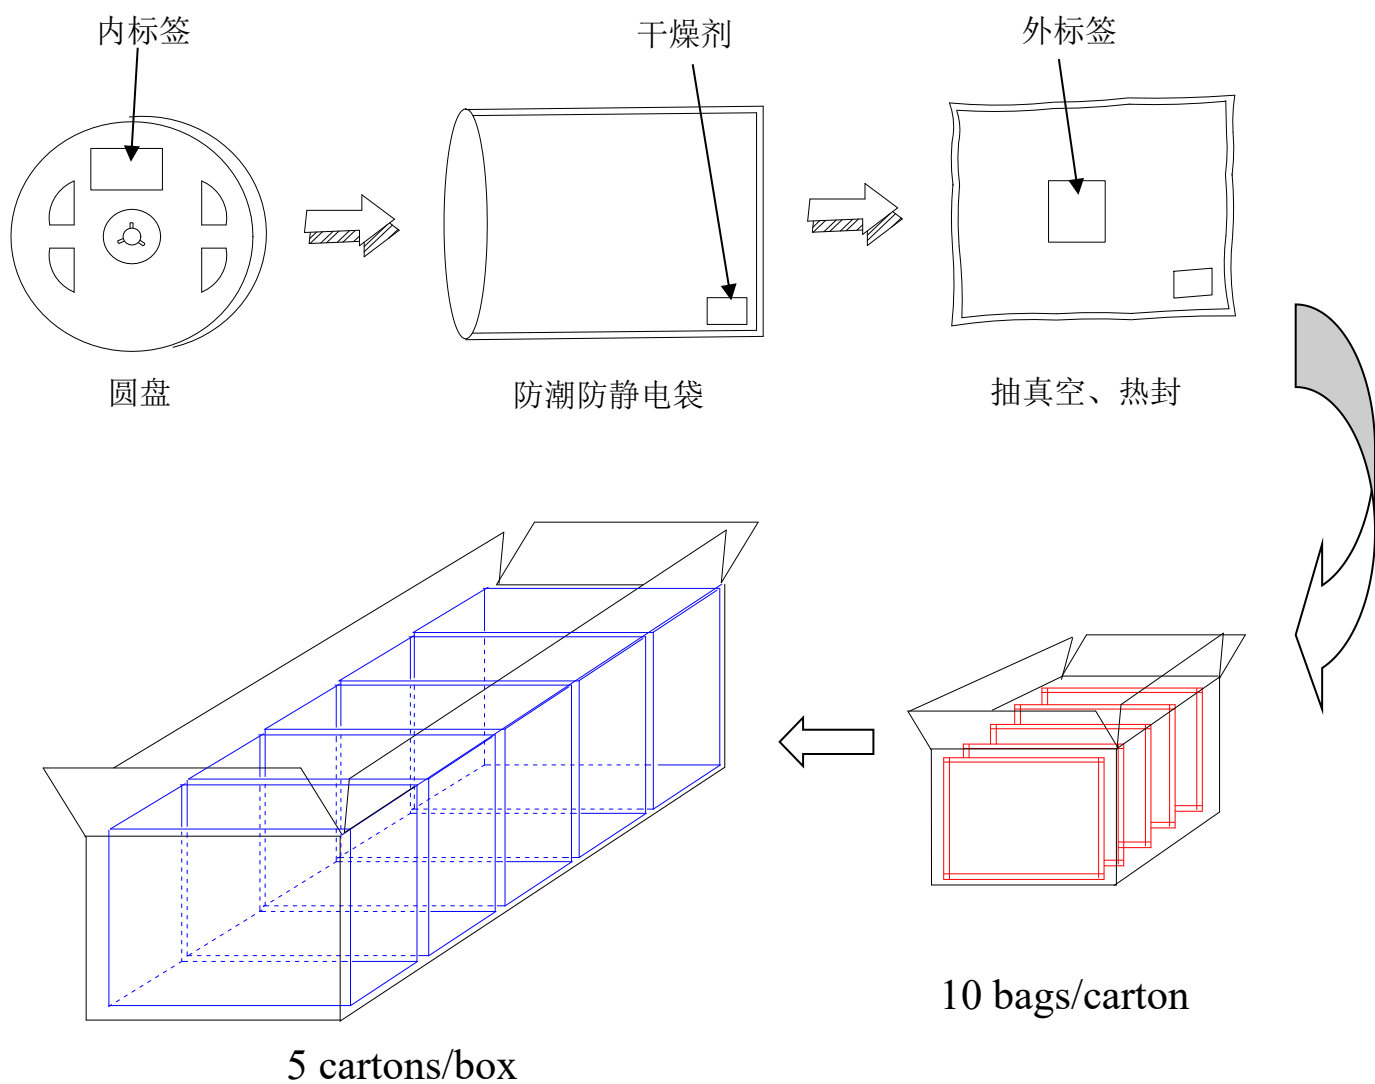 内标签
干燥剂
外标签
圆盘
防潮防静电袋
抽真空、热封
10 bags/carton
5 cartons/box